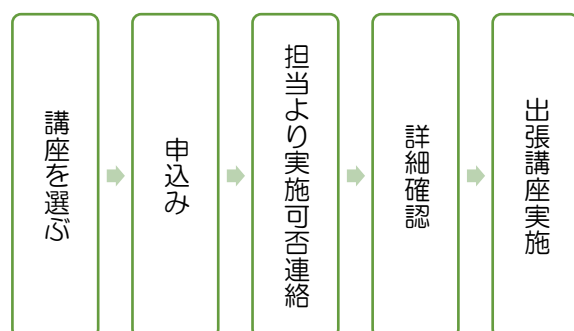 講座を選ぶ
申込み
担当より実施可否連絡
詳細確認
出張講座実施